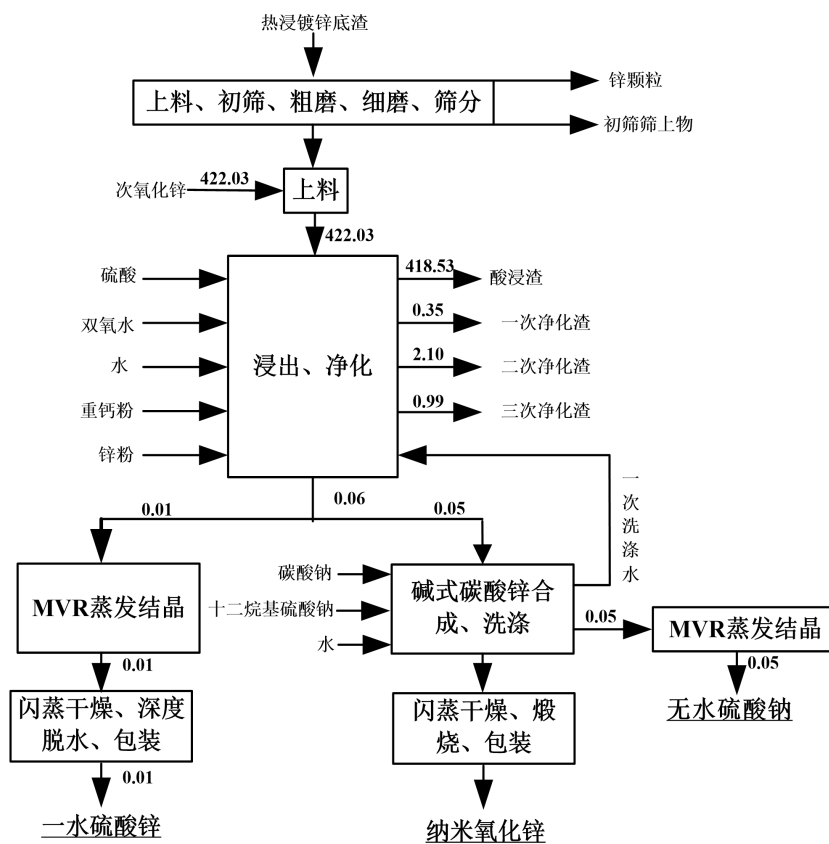 热浸镀锌底渣
上料、初筛、粗磨、细磨、筛分
锌颗粒
初筛筛上物
次氧化锌
422.03
上料
422.03
硫酸
双氧水
水
重钙粉
锌粉
浸出、净化
418.53
酸浸渣
0.35
一次净化渣
2.10
二次净化渣
0.99
三次净化渣
一次洗涤水
0.06
0.01
0.05
MVR蒸发结晶
碳酸钠
十二烷基硫酸钠
水
碱式碳酸锌合
成、洗涤
0.05
MVR蒸发结晶
0.01
0.05
闪蒸干燥、深度
脱水、包装
闪蒸干燥、煅
烧、包装
无水硫酸钠
0.01
一水硫酸锌
纳米氧化锌